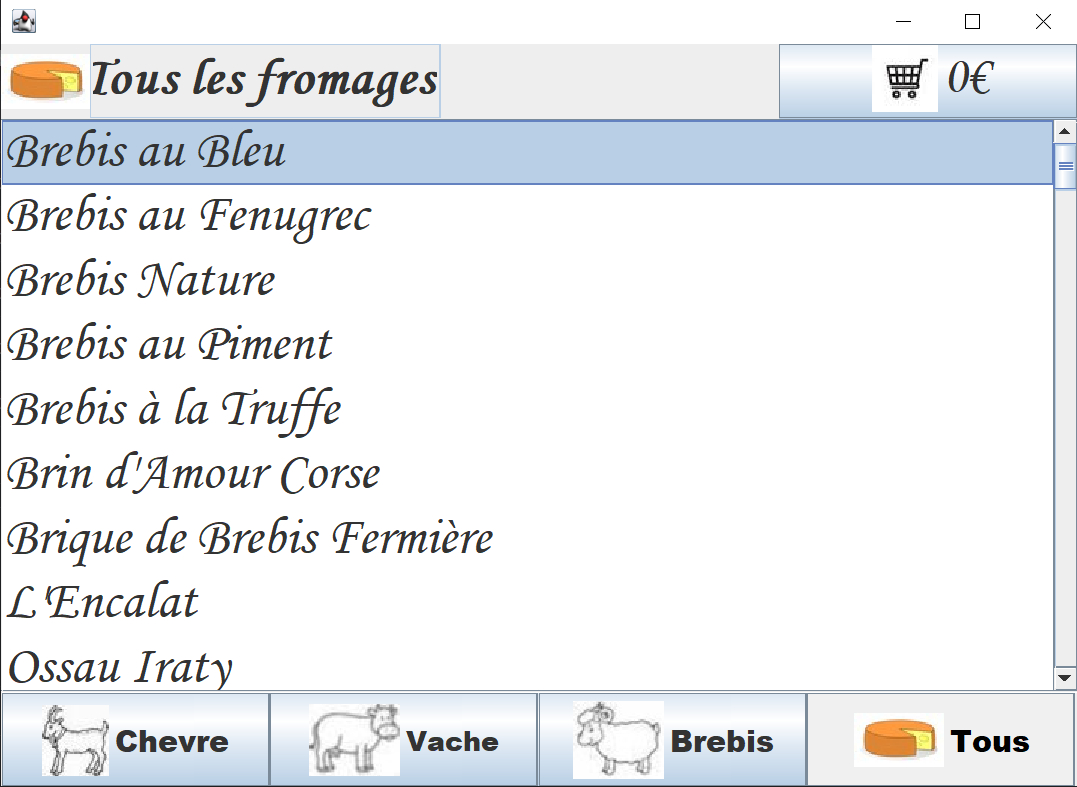 Tous les fromages
0€
Brebis au Bleu
Brebis au Fenugrec
Brebis Nature
Brebis au Piment
Brebis à la Truffe
Brin d'Amour Corse
Brique de Brebis Fermière
L'Encalat
Ossau Iraty
Chevre
Vache
Brebis
Tous